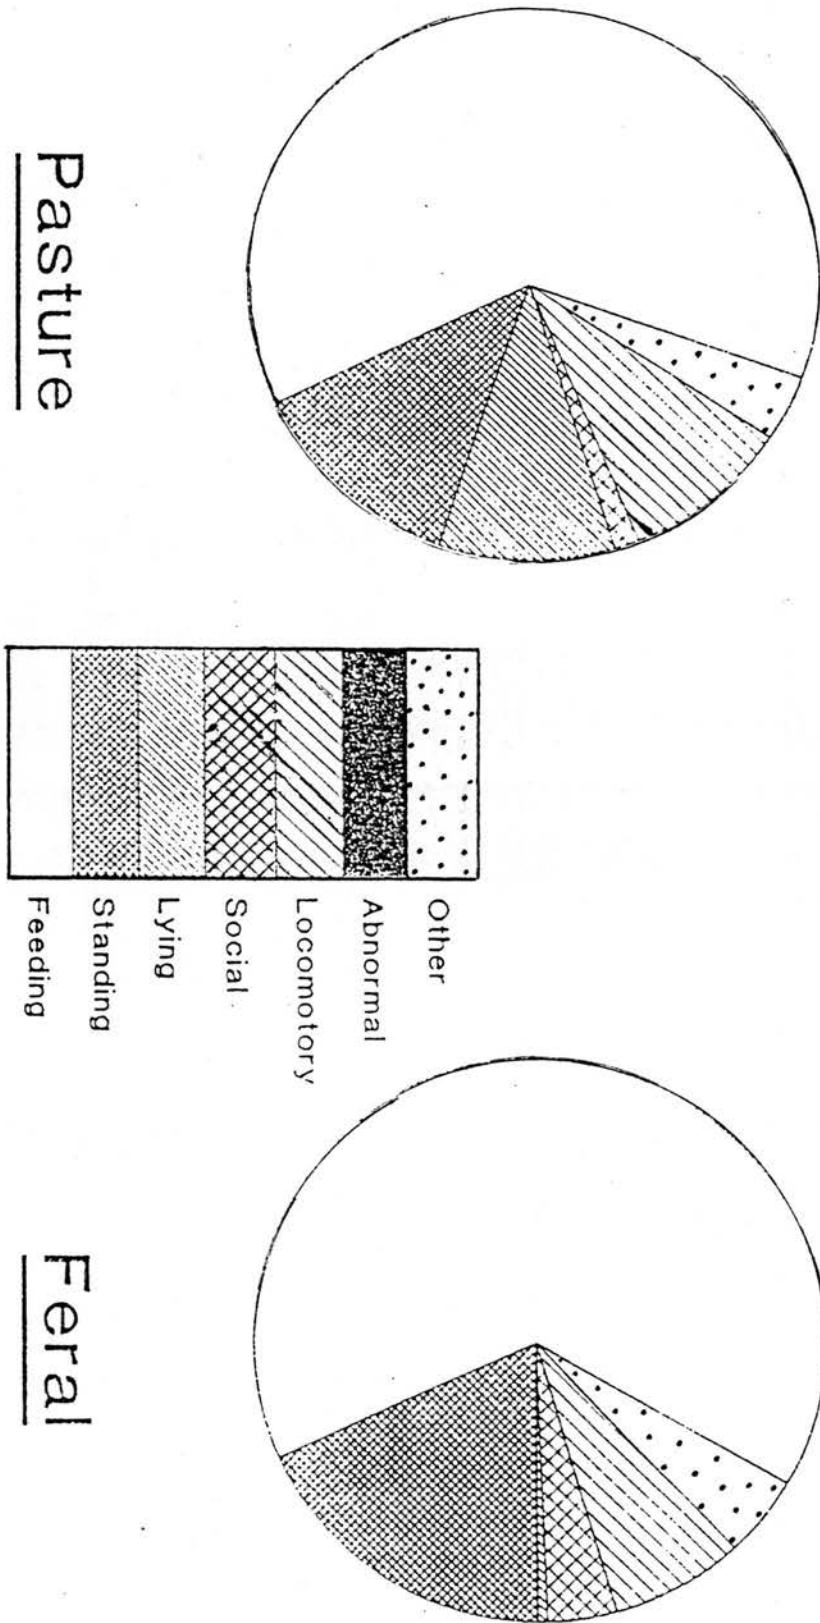 Pasture
Other
Abnormal
Locomotory
Social
Lying
Standing
Feeding
Feral